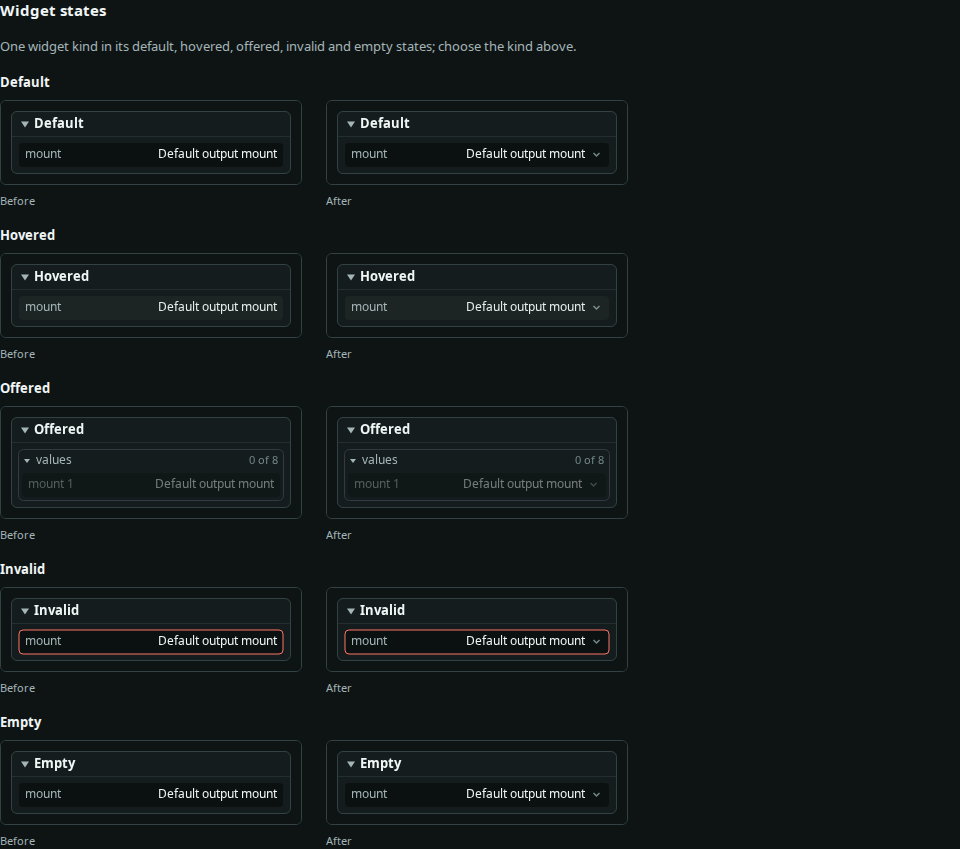 Widget states
One widget kind in its default, hovered, offered, invalid and empty states; choose the kind above.
Default
Default
mount Default output mount
Before
Default
mount Default output mount
After
Hovered
Hovered
mount Default output mount
Before
Hovered
mount Default output mount
After
Offered
Offered
values 0 of 8
mount 1 Default output mount
Before
Offered
values 0 of 8
mount 1 Default output mount
After
Invalid
Invalid
mount Default output mount
Before
Invalid
mount Default output mount
After
Empty
Empty
mount Default output mount
Before
Empty
mount Default output mount
After